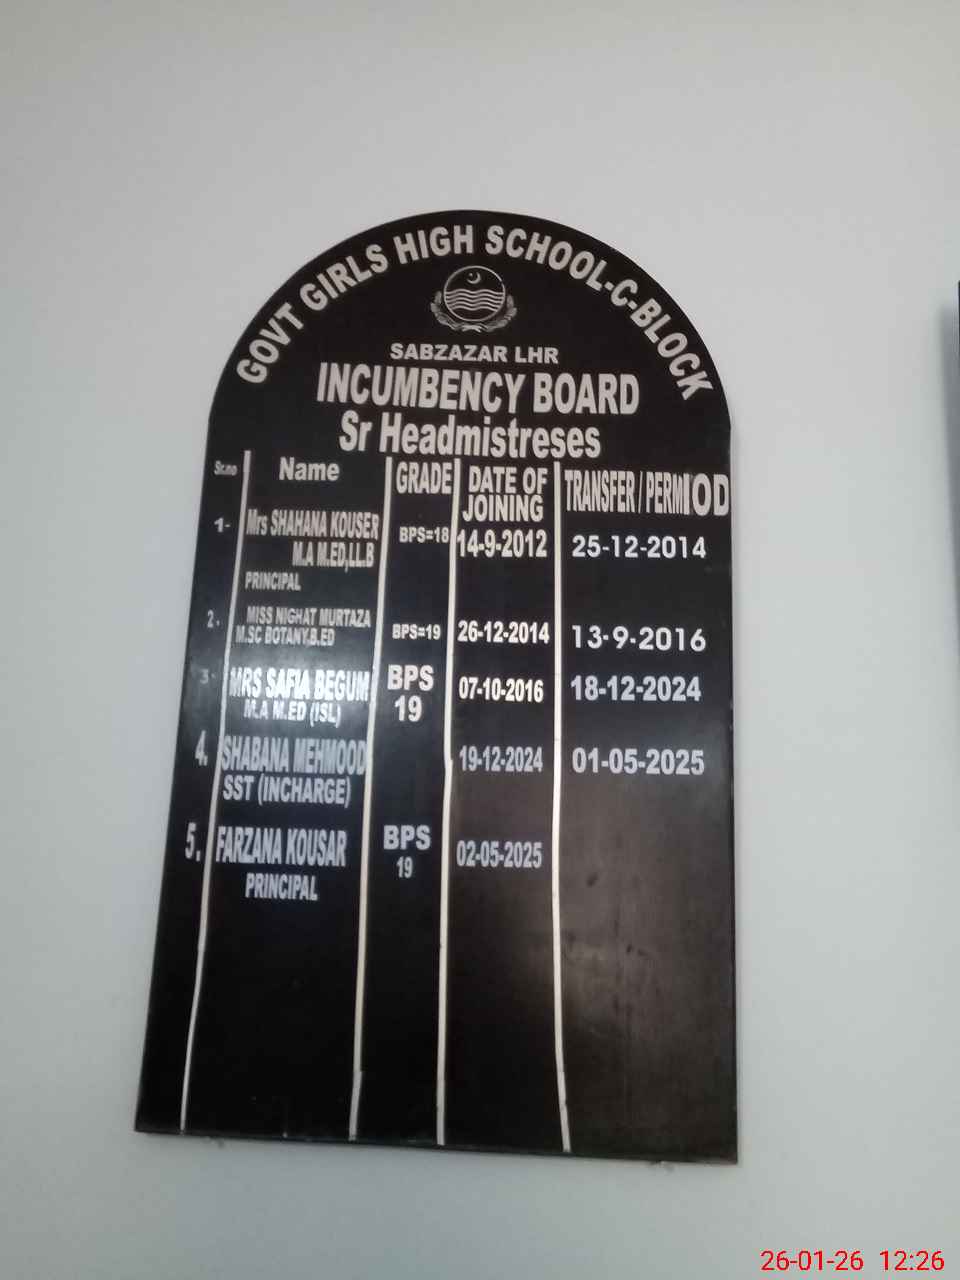 GOVT GIRLS HIGH SCHOOL-C-BLOCK
SABZAZAR LHR
INCUMBENCY BOARD
Sr Headmistreses
Sr.no Name GRADE DATE OF JOINING TRANSFER / PERMIOD
1- Mrs SHAHANA KOUSER BPS=18 14-9-2012 25-12-2014
M.A M.ED,LL.B
PRINCIPAL
2. MISS NIGHAT MURTAZA BPS=19 26-12-2014 13-9-2016
M.SC BOTANY,B.ED
3- MRS SAFIA BEGUM BPS 19 07-10-2016 18-12-2024
M.A M.ED (ISL)
4. SHABANA MEHMOOD 19-12-2024 01-05-2025
SST (INCHARGE)
5. FARZANA KOUSAR BPS 19 02-05-2025
PRINCIPAL
26-01-26 12:26